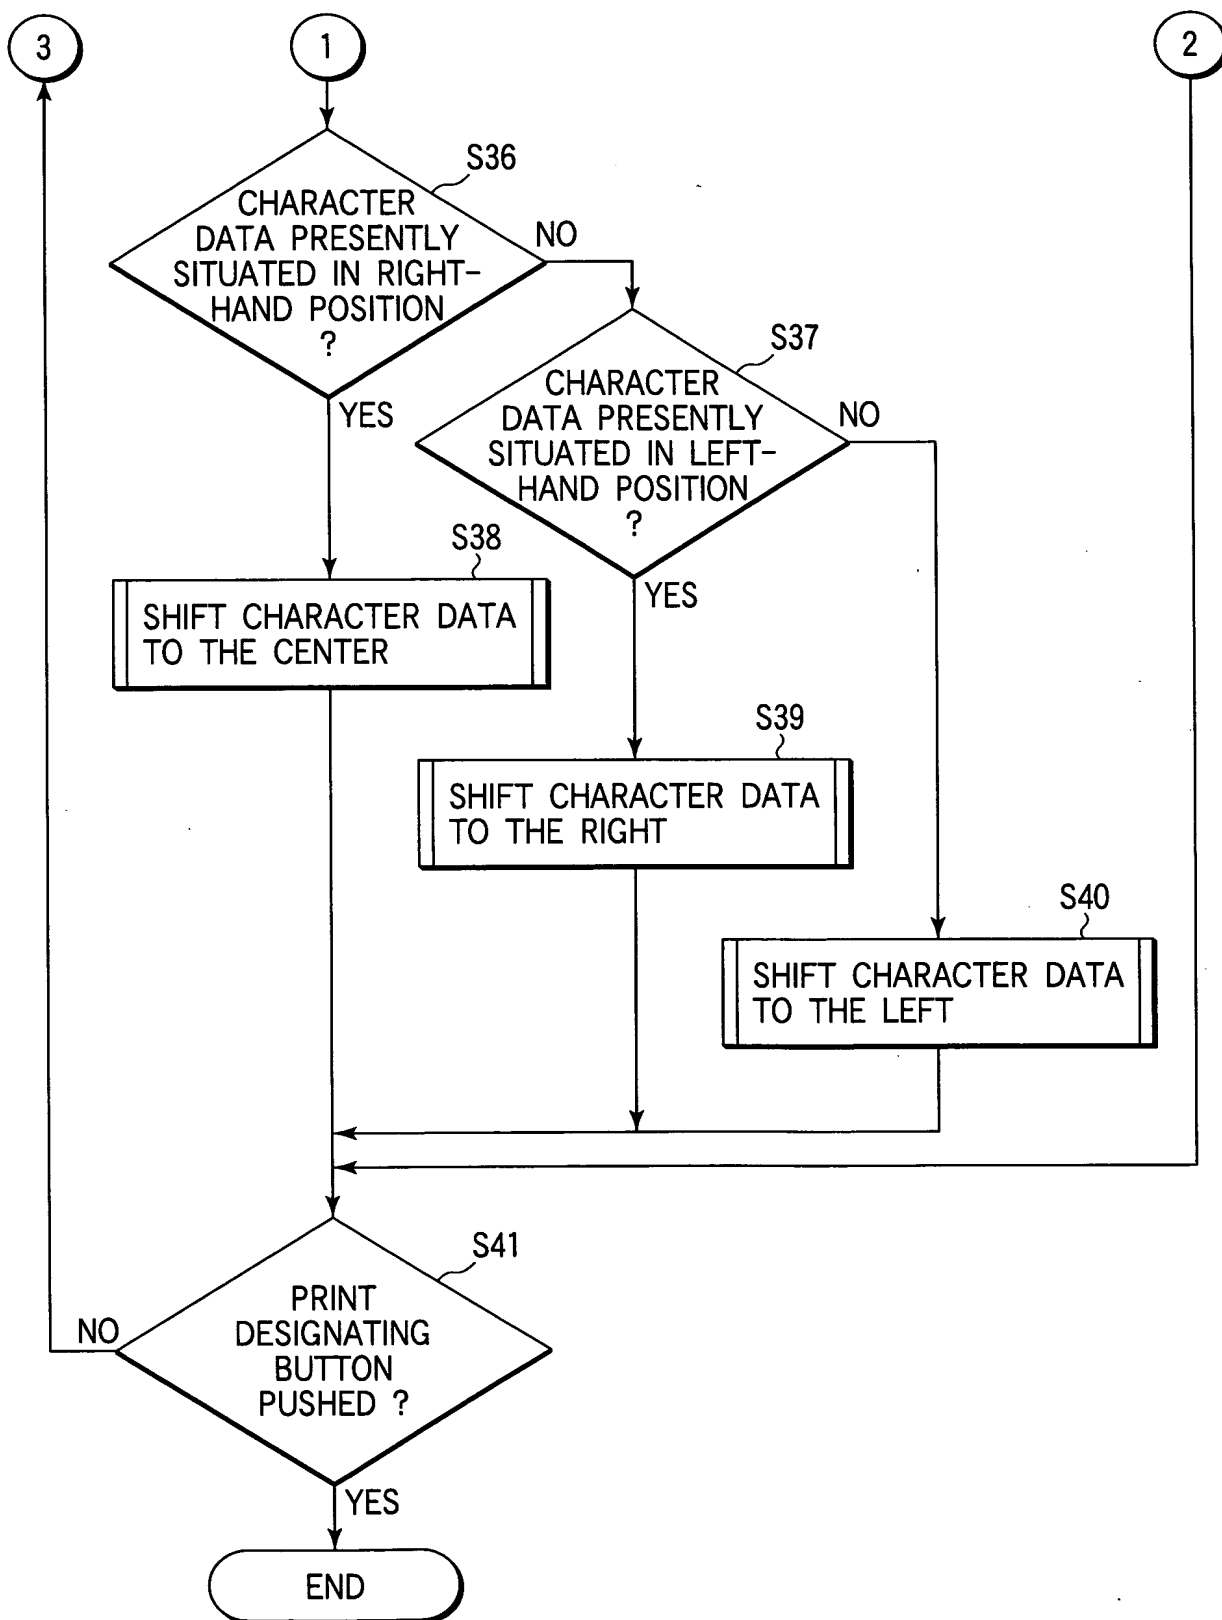 3
1
2
S36
CHARACTER
DATA PRESENTLY
SITUATED IN RIGHT-
HAND POSITION
?
NO
YES
S37
CHARACTER
DATA PRESENTLY
SITUATED IN LEFT-
HAND POSITION
?
NO
YES
S38
SHIFT CHARACTER DATA
TO THE CENTER
S39
SHIFT CHARACTER DATA
TO THE RIGHT
S40
SHIFT CHARACTER DATA
TO THE LEFT
S41
PRINT
DESIGNATING
BUTTON
PUSHED ?
NO
YES
END